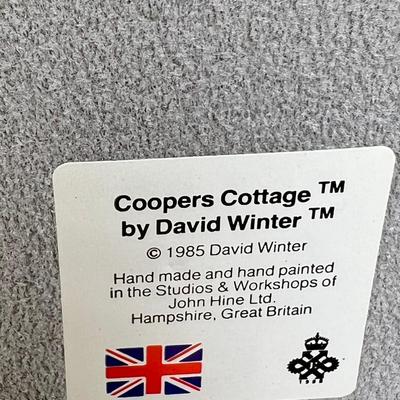 Coopers Cottage ™
by David Winter ™
© 1985 David Winter
Hand made and hand painted
in the Studios & Workshops of
John Hine Ltd.
Hampshire, Great Britain